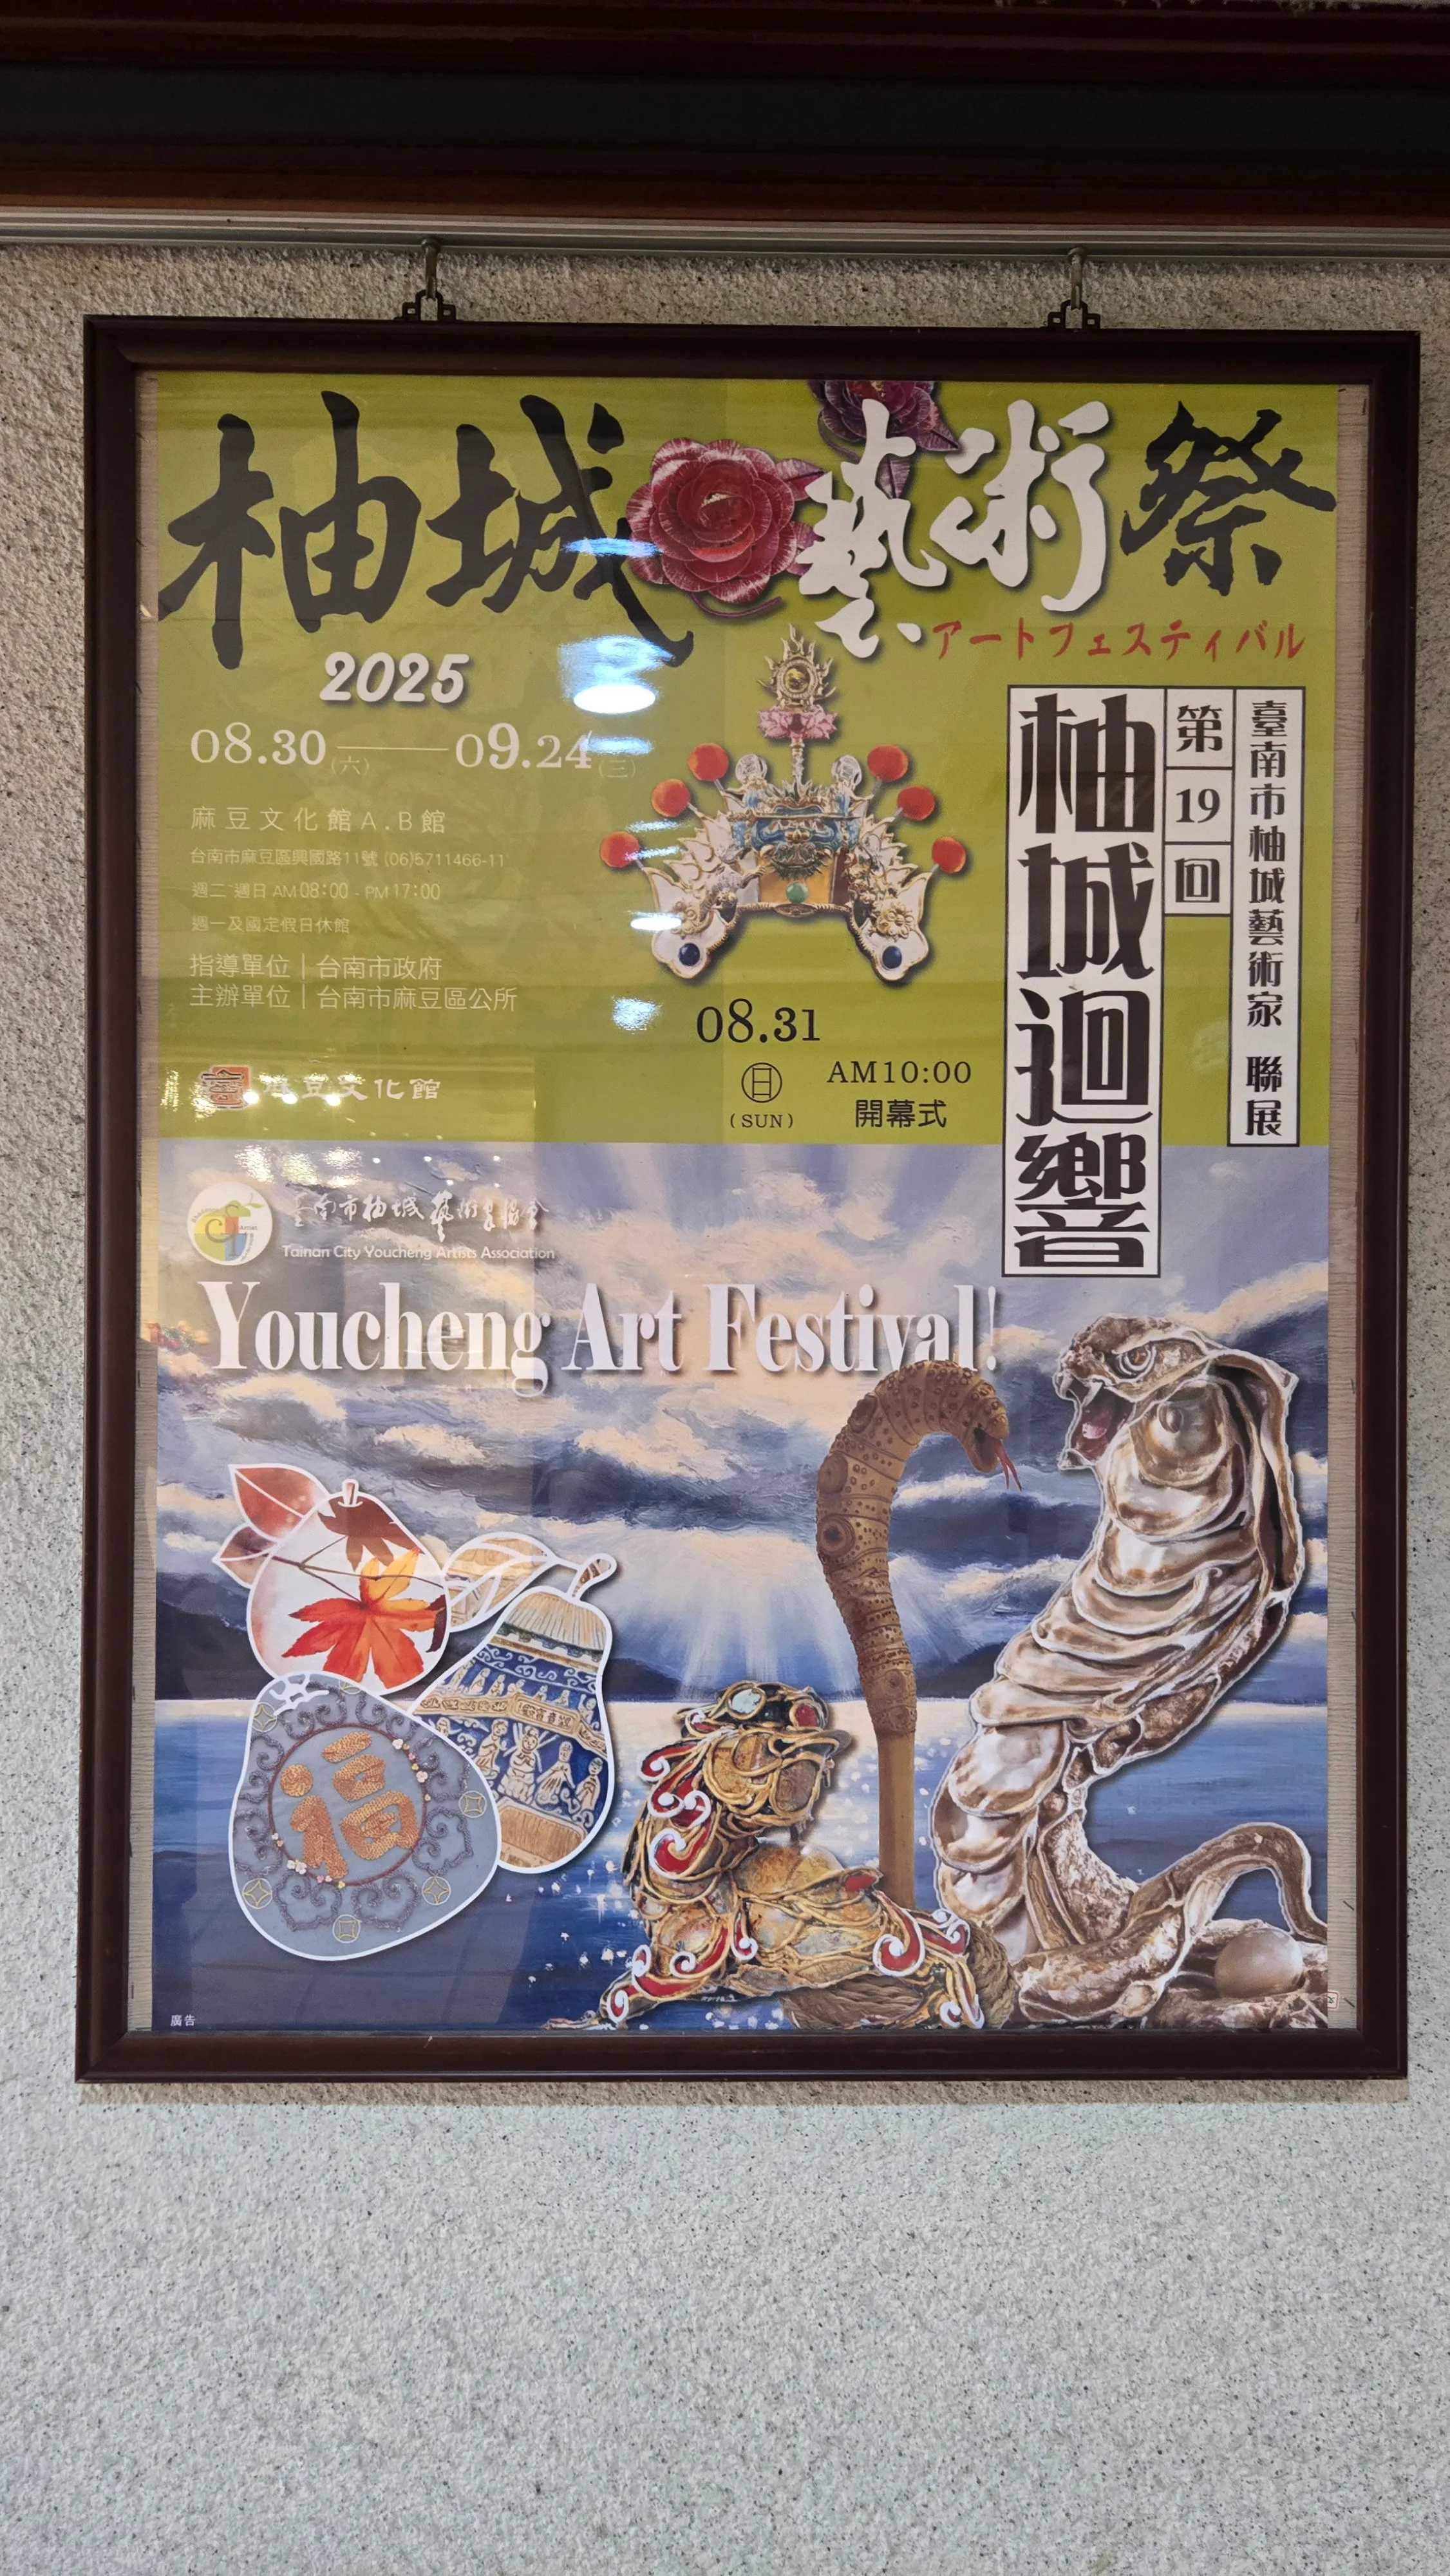 柚城藝術祭
アートフェスティバル
2025
08.30(六)——09.24(三)
麻豆文化館A.B館
台南市麻豆區興國路11號 (06)5711466-11
週二~週日 AM08:00 - PM17:00
週一及國定假日休館
指導單位｜台南市政府
主辦單位｜台南市麻豆區公所
麻豆文化館
08.31
日
(SUN)
AM10:00
開幕式
臺南市柚城藝術家 聯展
第19回
柚城迴響
台南市柚城藝術家協會
Tainan City Youcheng Artists Association
Youcheng Art Festival!
福
廣告